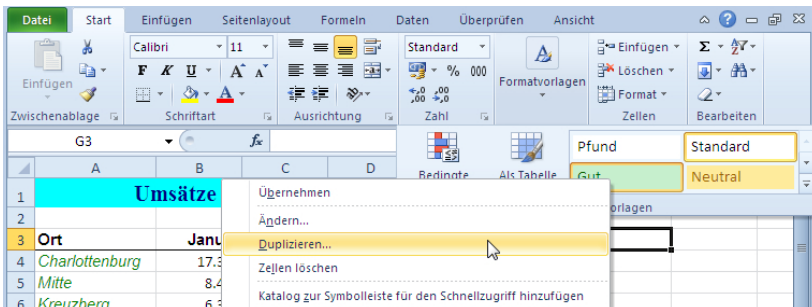 Datei Start Einfügen Seitenlayout Formeln Daten Überprüfen Ansicht
Calibri 11 Standard Einfügen
Einfügen F K U A A % 000 Formatvorlagen Löschen
A ,00 ,00 Format
Zwischenablage Schriftart Ausrichtung Zahl Zellen Bearbeiten
G3 fx Pfund Standard
Bedingte Als Tabelle Gut Neutral
A B C D
1 Umsätze Übernehmen
2 Ändern...
3 Ort Janu Duplizieren...
4 Charlottenburg 17.3 Zellen löschen
5 Mitte 8.4
6 Kreuzberg 6.3 Katalog zur Symbolleiste für den Schnellzugriff hinzufügen